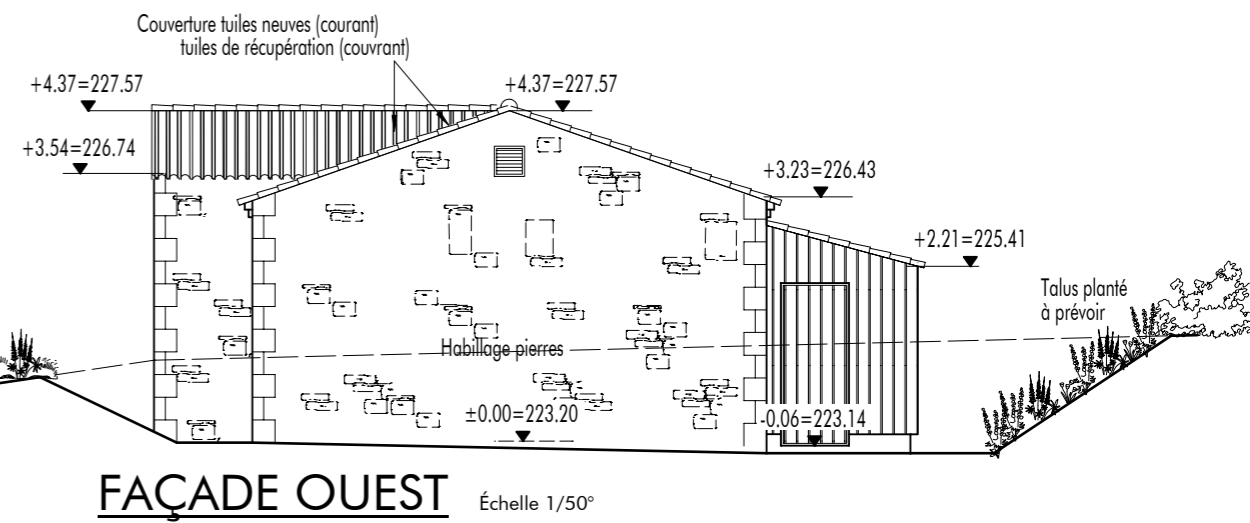 Couverture tuiles neuves (courant)
tuiles de récupération (couvrant)
+4.37=227.57
+4.37=227.57
+3.54=226.74
+3.23=226.43
+2.21=225.41
Talus planté
à prévoir
Habillage pierres
±0.00=223.20
-0.06=223.14
FAÇADE OUEST
Échelle 1/50°